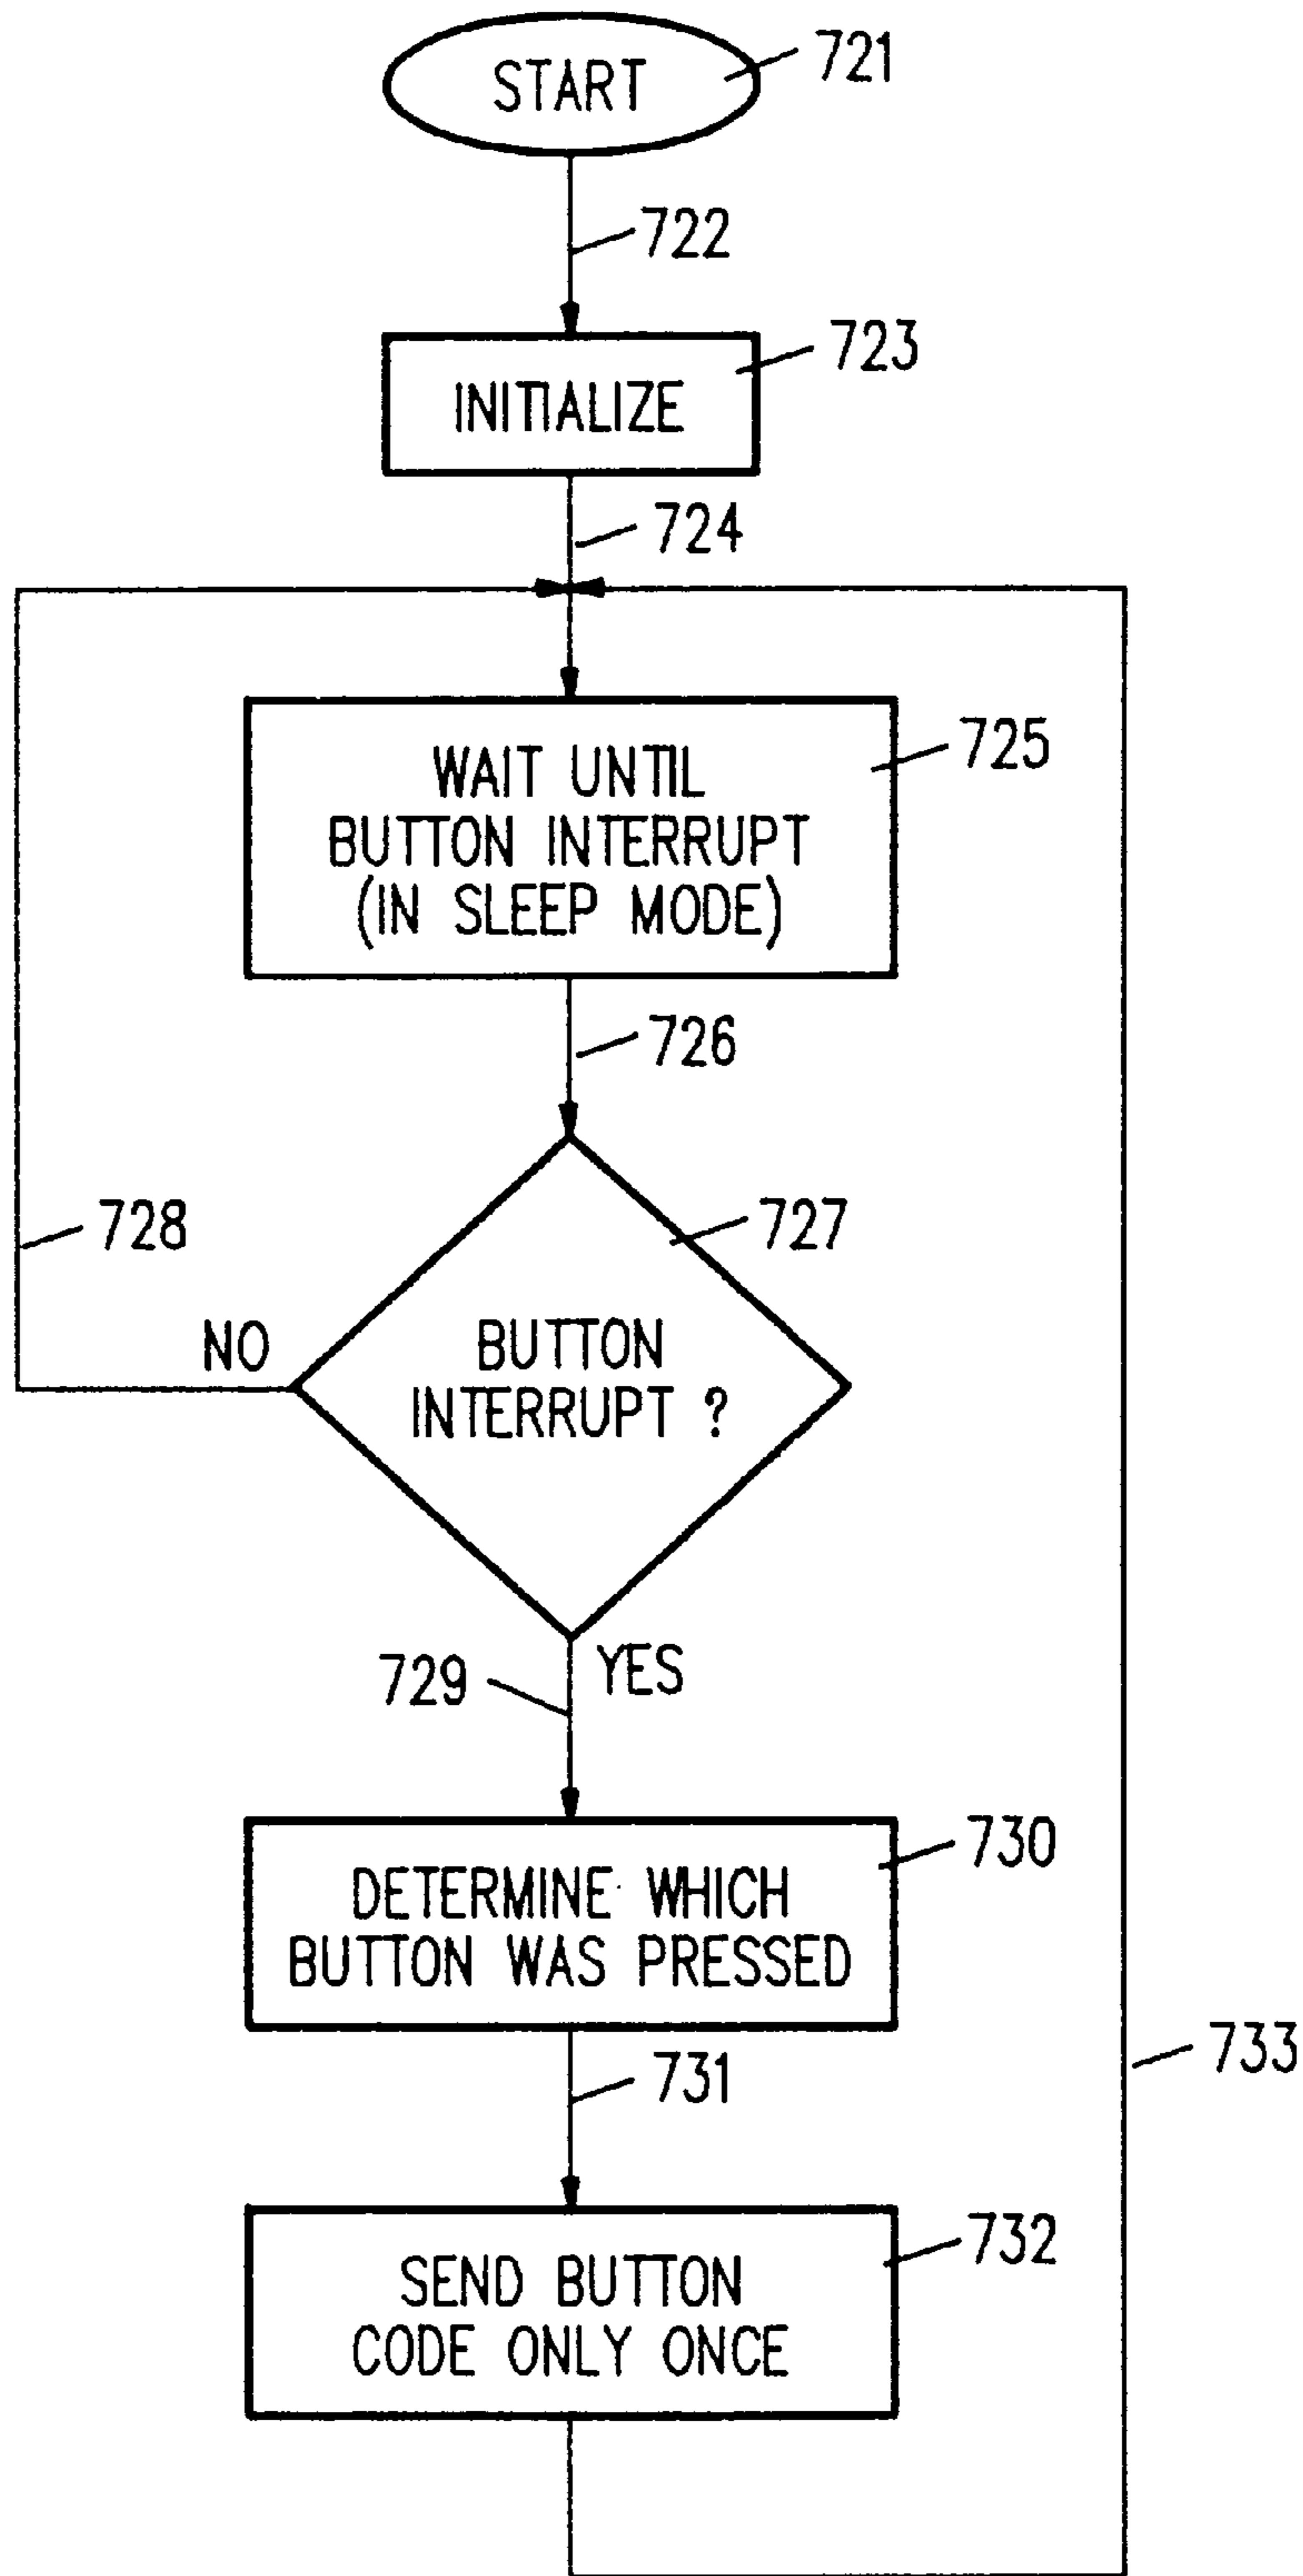 START
721
722
INITIALIZE
723
724
WAIT UNTIL
BUTTON INTERRUPT
(IN SLEEP MODE)
725
726
727
728
NO
BUTTON
INTERRUPT ?
YES
729
730
DETERMINE WHICH
BUTTON WAS PRESSED
731
733
732
SEND BUTTON
CODE ONLY ONCE